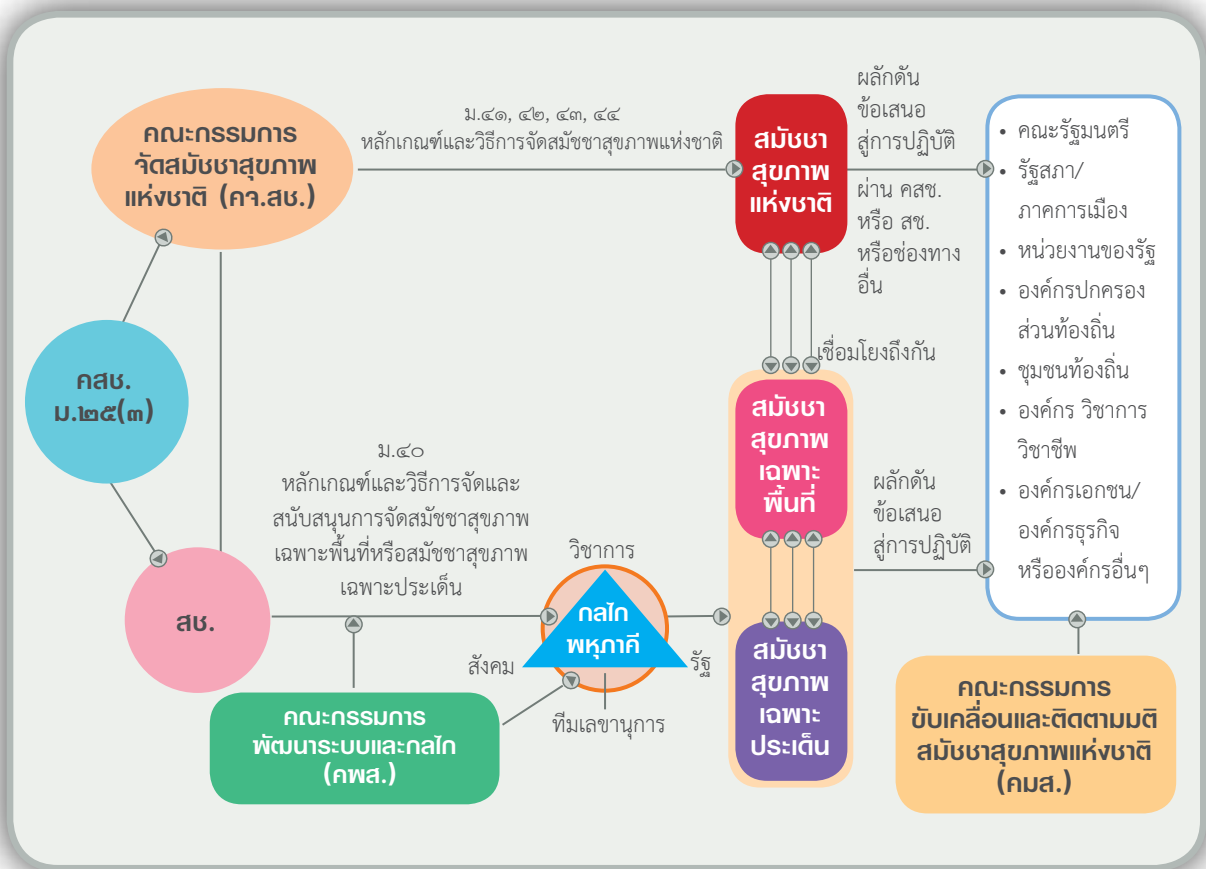 คณะกรรมการ
จัดสมัชชาสุขภาพ
แห่งชาติ (คจ.สช.)
ม.๔๑, ๔๒, ๔๓, ๔๔
หลักเกณฑ์และวิธีการจัดสมัชชาสุขภาพแห่งชาติ
สมัชชา
สุขภาพ
แห่งชาติ
ผลักดัน
ข้อเสนอ
สู่การปฏิบัติ
ผ่าน คสช.
หรือ สช.
หรือช่องทาง
อื่น
• คณะรัฐมนตรี
• รัฐสภา/
ภาคการเมือง
• หน่วยงานของรัฐ
• องค์กรปกครอง
ส่วนท้องถิ่น
• ชุมชนท้องถิ่น
• องค์กร วิชาการ
วิชาชีพ
• องค์กรเอกชน/
องค์กรธุรกิจ
หรือองค์กรอื่นๆ
คสช.
ม.๒๕(๓)
เชื่อมโยงถึงกัน
สมัชชา
สุขภาพ
เฉพาะ
พื้นที่
ม.๔๐
หลักเกณฑ์และวิธีการจัดและ
สนับสนุนการจัดสมัชชาสุขภาพ
เฉพาะพื้นที่หรือสมัชชาสุขภาพ
เฉพาะประเด็น
ผลักดัน
ข้อเสนอ
สู่การปฏิบัติ
สช.
วิชาการ
กลไก
พหุภาคี
สังคม
รัฐ
ทีมเลขานุการ
สมัชชา
สุขภาพ
เฉพาะ
ประเด็น
คณะกรรมการ
พัฒนาระบบและกลไก
(คพส.)
คณะกรรมการ
ขับเคลื่อนและติดตามมติ
สมัชชาสุขภาพแห่งชาติ
(คมส.)